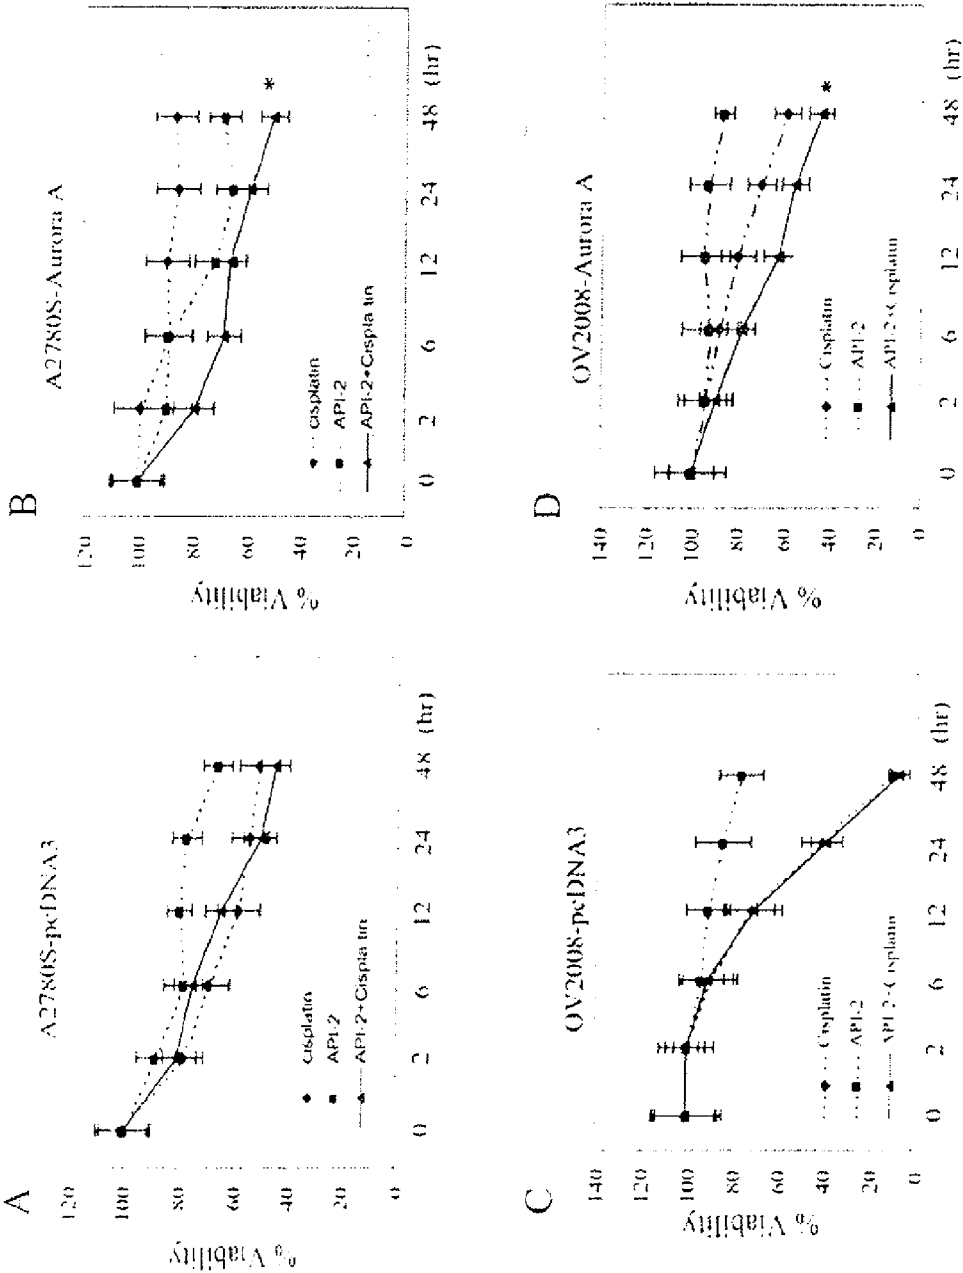 A
A2780S-pcDNA3
% Viability
120
100
80
60
40
20
0
cisplatin
API-2
API-2+Cisplatin
0 2 6 12 24 48 (hr)
B
A2780S-Aurora A
% Viability
120
100
80
60
40
20
0
cisplatin
API-2
API-2+Cisplatin
*
0 2 6 12 24 48 (hr)
C
OV2008-pcDNA3
% Viability
140
120
100
80
60
40
20
0
Cisplatin
API-2
API-2+Cisplatin
0 2 6 12 24 48 (hr)
D
OV2008-Aurora A
% Viability
140
120
100
80
60
40
20
0
Cisplatin
API-2
API-2+Cisplatin
*
0 2 6 12 24 48 (hr)